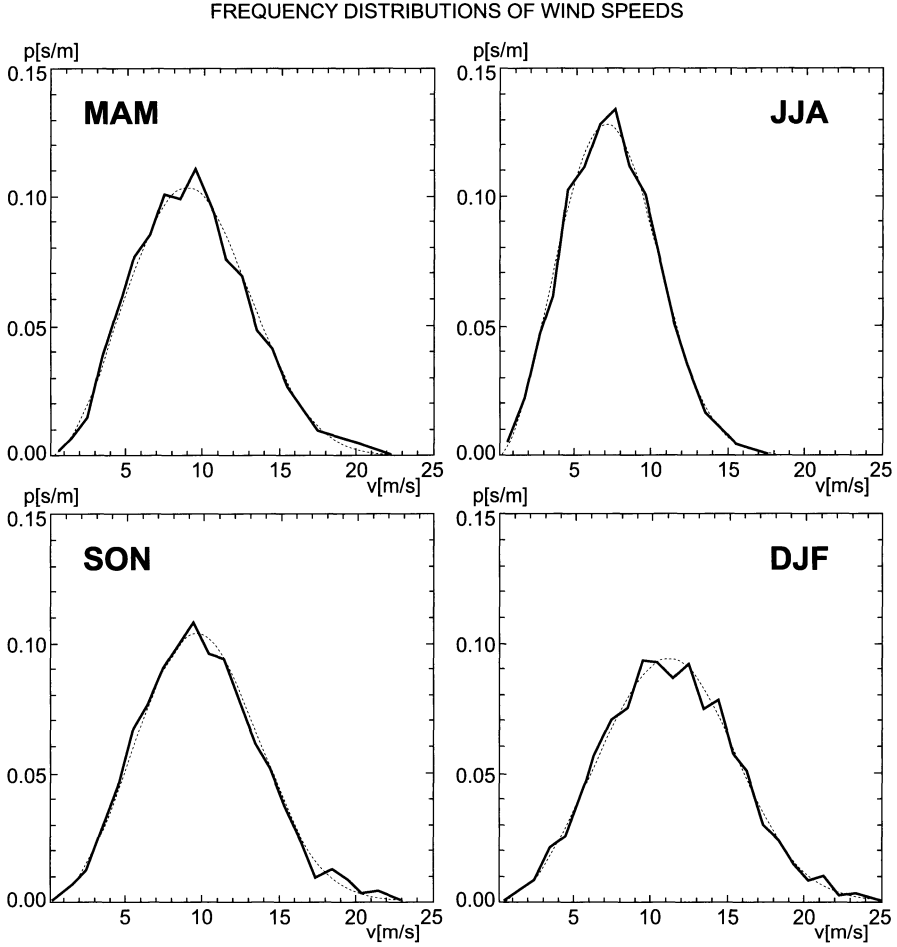 FREQUENCY DISTRIBUTIONS OF WIND SPEEDS
p[s/m] p[s/m]
0.15 0.15
MAM JJA
0.10 0.10
0.05 0.05
0.00 0.00
5 10 15 20 25 5 10 15 20 25
v[m/s] v[m/s]
p[s/m] p[s/m]
0.15 0.15
SON DJF
0.10 0.10
0.05 0.05
0.00 0.00
5 10 15 20 25 5 10 15 20 25
v[m/s] v[m/s]